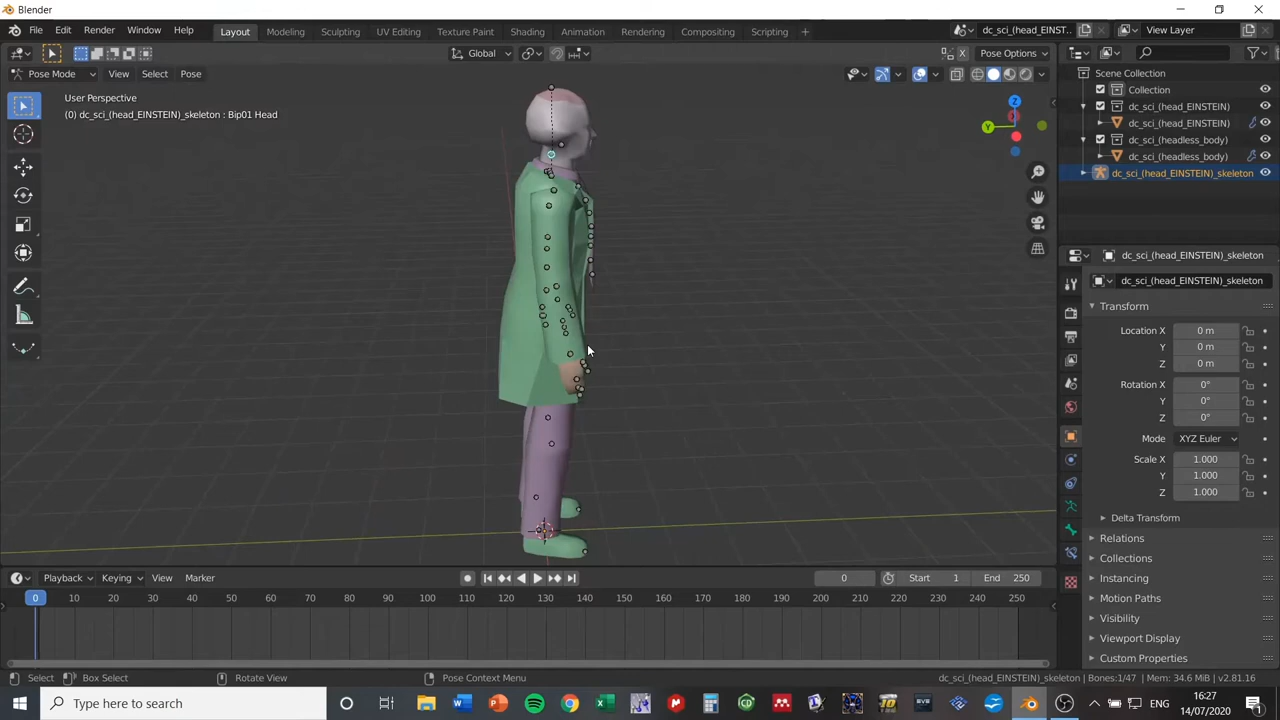 Blender
File Edit Render Window Help
Layout Modeling Sculpting UV Editing Texture Paint Shading Animation Rendering Compositing Scripting +
dc_sci_(head_EINST... View Layer
Global Pose Options
Pose Mode View Select Pose
User Perspective
(0) dc_sci_(head_EINSTEIN)_skeleton : Bip01 Head
Z
Y
Scene Collection
Collection
dc_sci_(head_EINSTEIN)
dc_sci_(head_EINSTEIN)
dc_sci_(headless_body)
dc_sci_(headless_body)
dc_sci_(head_EINSTEIN)_skeleton
dc_sci_(head_EINSTEIN)_skeleton
dc_sci_(head_EINSTEIN)_skeleton
Transform
Location X 0 m
Y 0 m
Z 0 m
Rotation X 0°
Y 0°
Z 0°
Mode XYZ Euler
Scale X 1.000
Y 1.000
Z 1.000
Delta Transform
Relations
Collections
Instancing
Motion Paths
Visibility
Viewport Display
Custom Properties
Playback Keying View Marker 0 Start 1 End 250
0 10 20 30 40 50 60 70 80 90 100 110 120 130 140 150 160 170 180 190 200 210 220 230 240 250
Select Box Select Rotate View Pose Context Menu dc_sci_(head_EINSTEIN)_skeleton | Bones:1/47 | Mem: 34.6 MiB | v2.81.16
Type here to search
16:27
14/07/2020